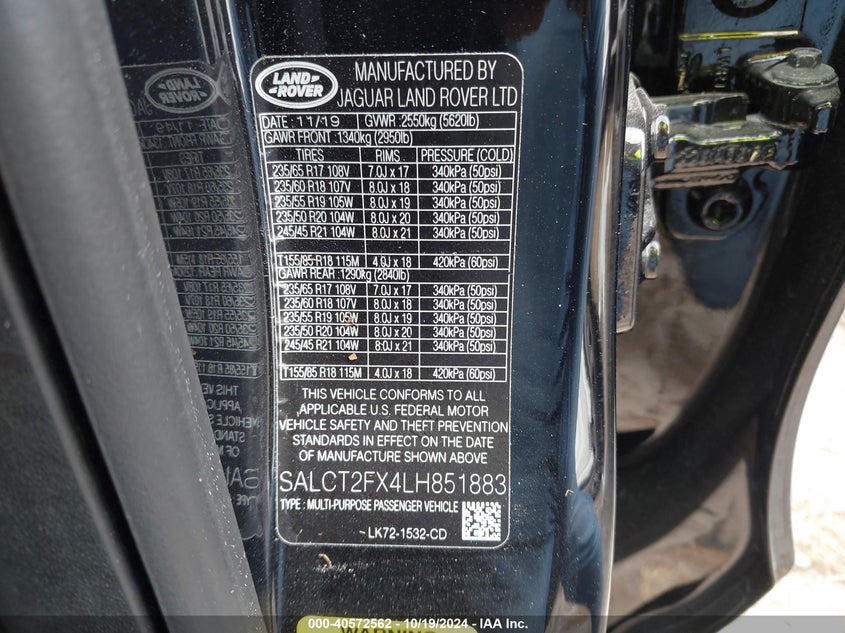 LAND
ROVER
MANUFACTURED BY
JAGUAR LAND ROVER LTD
DATE : 11/19 GVWR :2550kg (5620lb)
GAWR FRONT :1340kg (2950lb)
TIRES RIMS PRESSURE (COLD)
235/65 R17 108V 7.0J x 17 340kPa (50psi)
235/60 R18 107V 8.0J x 18 340kPa (50psi)
235/55 R19 105W 8.0J x 19 340kPa (50psi)
235/50 R20 104W 8.0J x 20 340kPa (50psi)
245/45 R21 104W 8.0J x 21 340kPa (50psi)
T155/85 R18 115M 4.0J x 18 420kPa (60psi)
GAWR REAR :1290kg (2840lb)
235/65 R17 108V 7.0J x 17 340kPa (50psi)
235/60 R18 107V 8.0J x 18 340kPa (50psi)
235/55 R19 105W 8.0J x 19 340kPa (50psi)
235/50 R20 104W 8.0J x 20 340kPa (50psi)
245/45 R21 104W 8.0J x 21 340kPa (50psi)
T155/85 R18 115M 4.0J x 18 420kPa (60psi)
THIS VEHICLE CONFORMS TO ALL
APPLICABLE U.S. FEDERAL MOTOR
VEHICLE SAFETY AND THEFT PREVENTION
STANDARDS IN EFFECT ON THE DATE
OF MANUFACTURE SHOWN ABOVE
SALCT2FX4LH851883
TYPE : MULTI-PURPOSE PASSENGER VEHICLE
LK72-1532-CD
WARNING
000-40572562 - 10/19/2024 - IAA Inc.